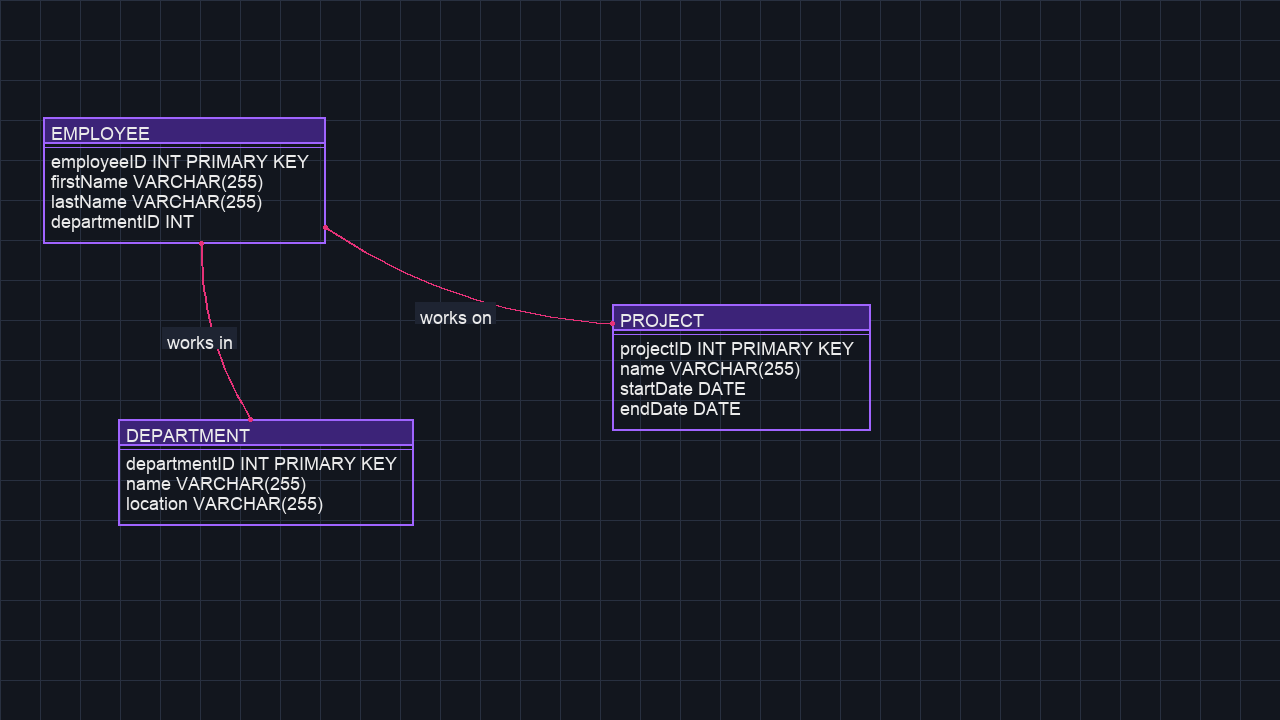 EMPLOYEE
employeeID INT PRIMARY KEY
firstName VARCHAR(255)
lastName VARCHAR(255)
departmentID INT
works on
works in
PROJECT
projectID INT PRIMARY KEY
name VARCHAR(255)
startDate DATE
endDate DATE
DEPARTMENT
departmentID INT PRIMARY KEY
name VARCHAR(255)
location VARCHAR(255)